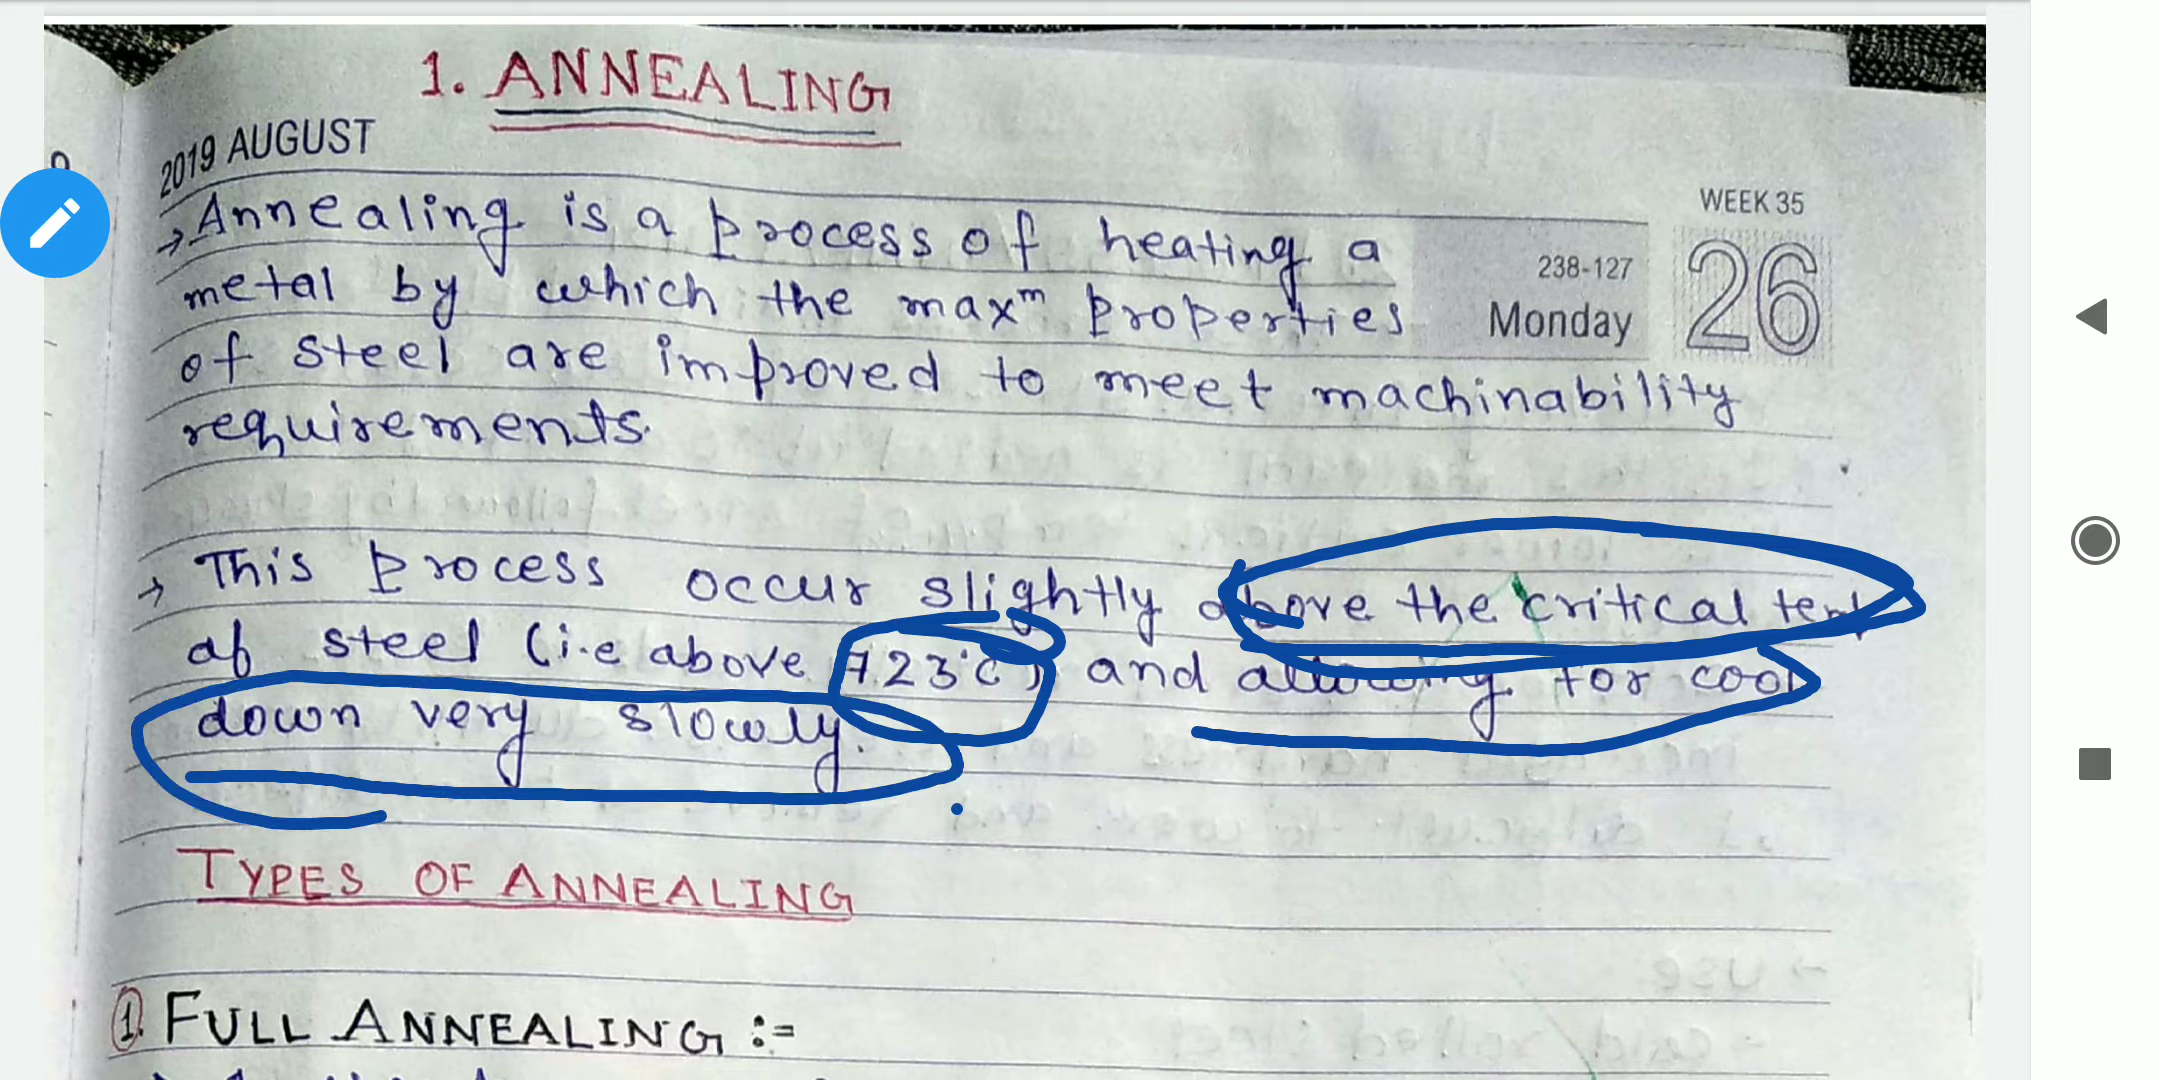 1. ANNEALING
2019 AUGUST
WEEK 35
→ Annealing is a process of heating a
238-127
26
metal by which the maxᵐ properties
Monday
of steel are improved to meet machinability
requirements.
→ This process occur slightly above the critical temp
of steel (i.e above 723°C) and allowing for cool
down very slowly.
TYPES OF ANNEALING
1. FULL ANNEALING :=